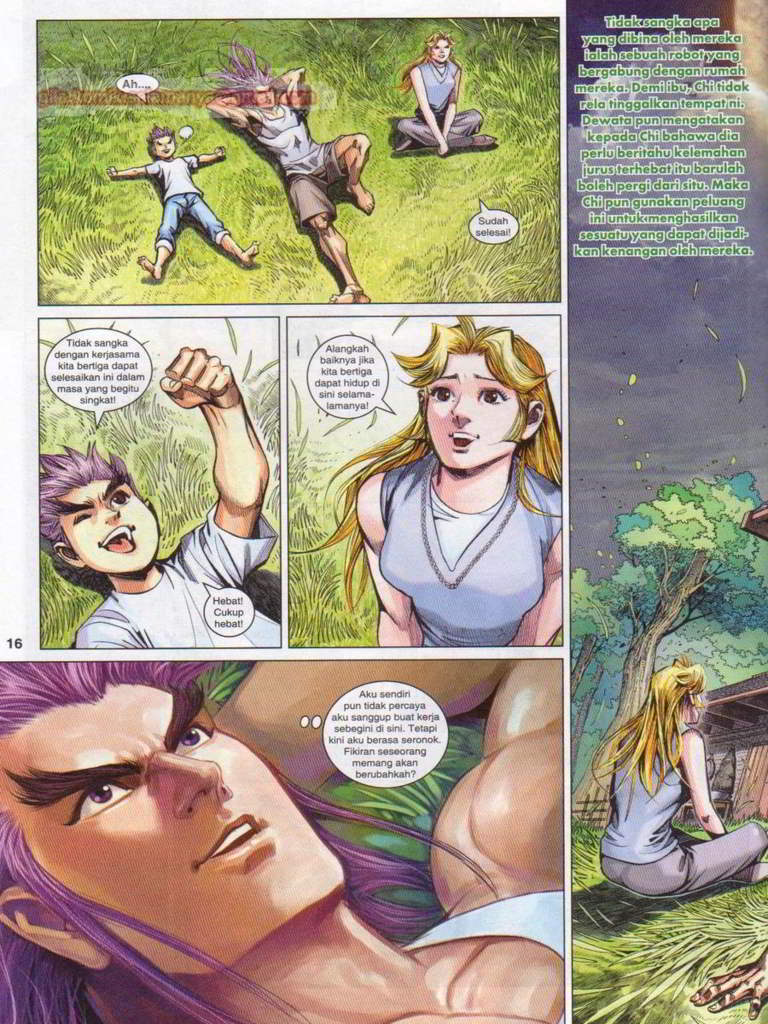 Ah....
Sudah
selesai!
Tidak sangka
dengan kerjasama
kita bertiga dapat
selesaikan ini dalam
masa yang begitu
singkat!
Hebat!
Cukup
hebat!
Alangkah
baiknya jika
kita bertiga
dapat hidup di
sini selama-
lamanya!
16
Aku sendiri
pun tidak percaya
aku sanggup buat kerja
sebegini di sini. Tetapi
kini aku berasa seronok.
Fikiran seseorang
memang akan
berubahkah?
Tidak sangka apa
yang dibina oleh mereka
ialah sebuah robot yang
bergabung dengan rumah
mereka. Demi ibu, Chi tidak
rela tinggalkan tempat ni.
Dewata pun mengatakan
kepada Chi bahawa dia
perlu beritahu kelemahan
jurus terhebat itu barulah
boleh pergi dari situ. Maka
Chi pun gunakan peluang
ini untuk menghasilkan
sesuatu yang dapat dijadi-
kan kenangan oleh mereka.